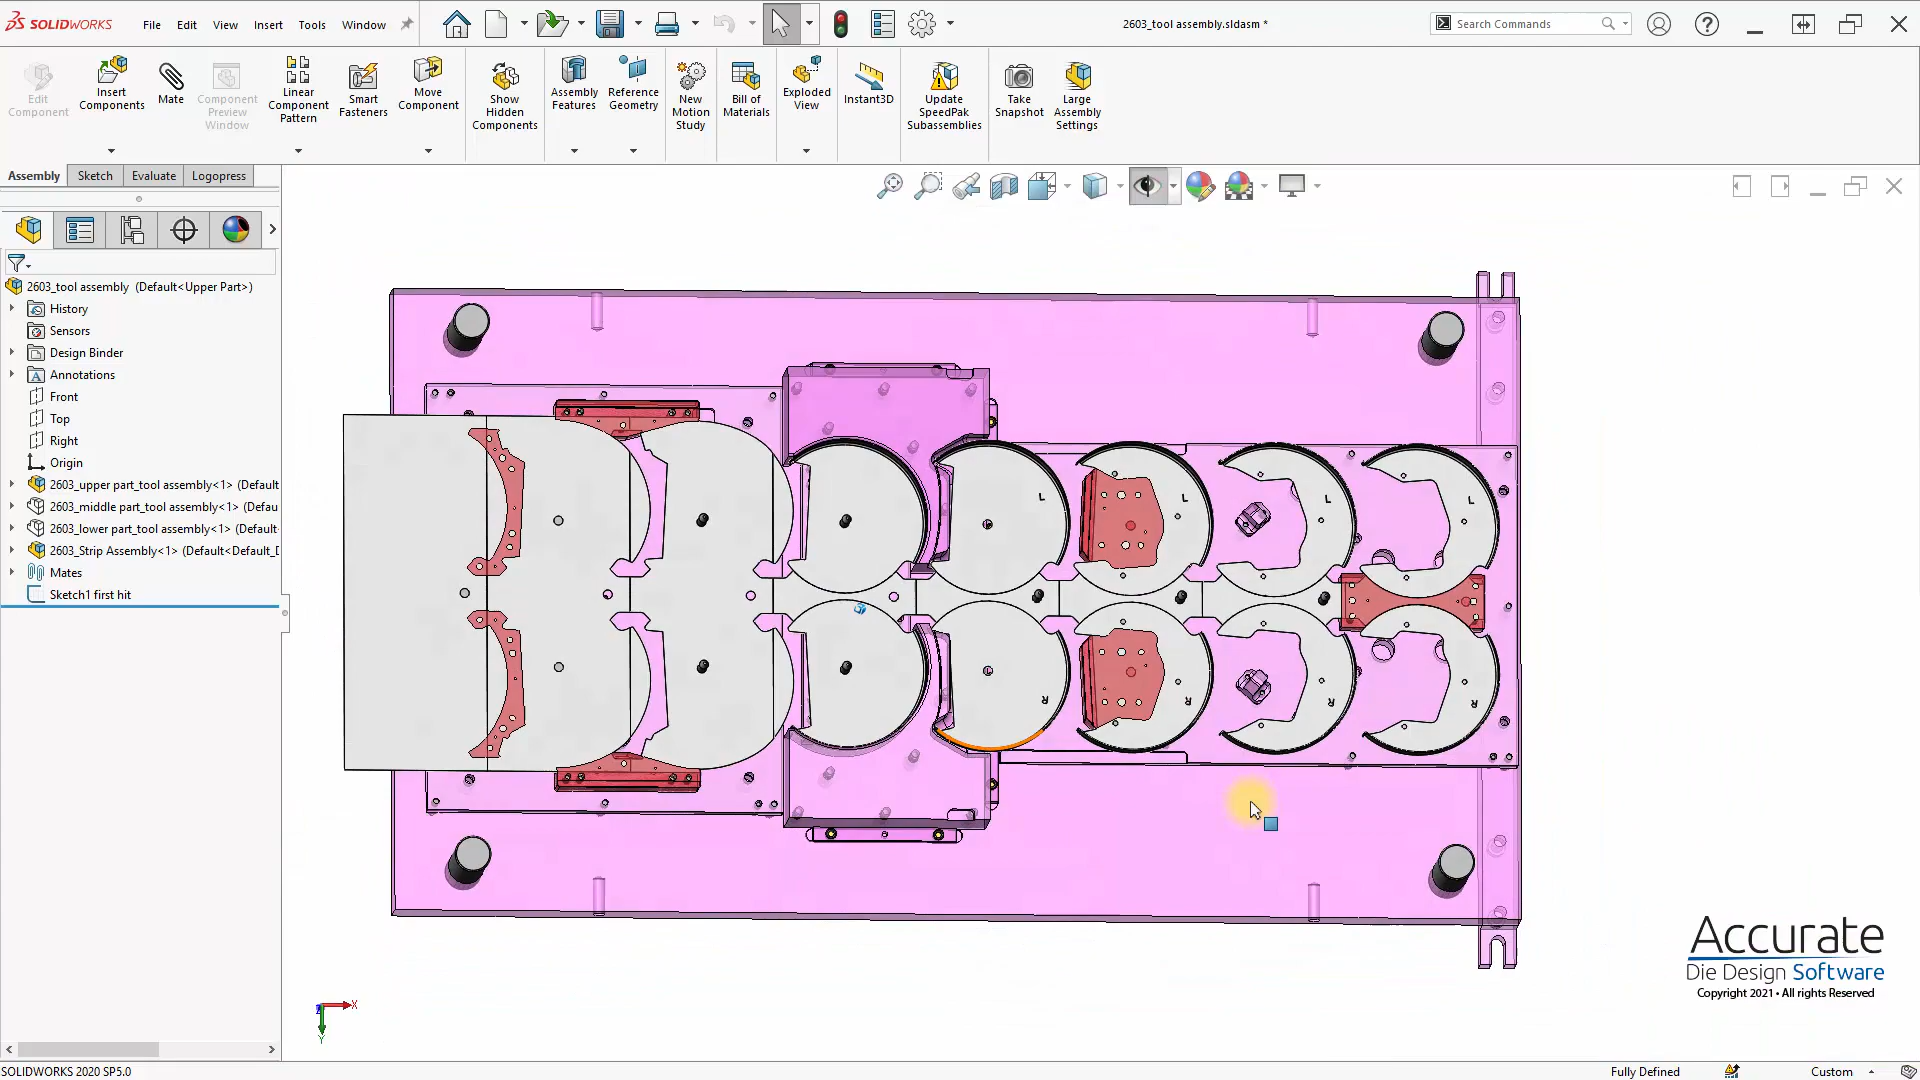 SOLIDWORKS
File Edit View Insert Tools Window
2603_tool assembly.sldasm *
Search Commands
Edit Component
Insert Components
Mate
Component Preview Window
Linear Component Pattern
Smart Fasteners
Move Component
Show Hidden Components
Assembly Features
Reference Geometry
New Motion Study
Bill of Materials
Exploded View
Instant3D
Update SpeedPak Subassemblies
Take Snapshot
Large Assembly Settings
Assembly Sketch Evaluate Logopress
2603_tool assembly (Default<Upper Part>)
History
Sensors
Design Binder
Annotations
Front
Top
Right
Origin
2603_upper part_tool assembly<1> (Default
2603_middle part_tool assembly<1> (Defau
2603_lower part_tool assembly<1> (Default
2603_Strip Assembly<1> (Default<Default_D
Mates
Sketch1 first hit
L L L L
R R R
X
Y
Accurate
Die Design Software
Copyright 2021 • All rights Reserved
SOLIDWORKS 2020 SP5.0
Fully Defined
Custom